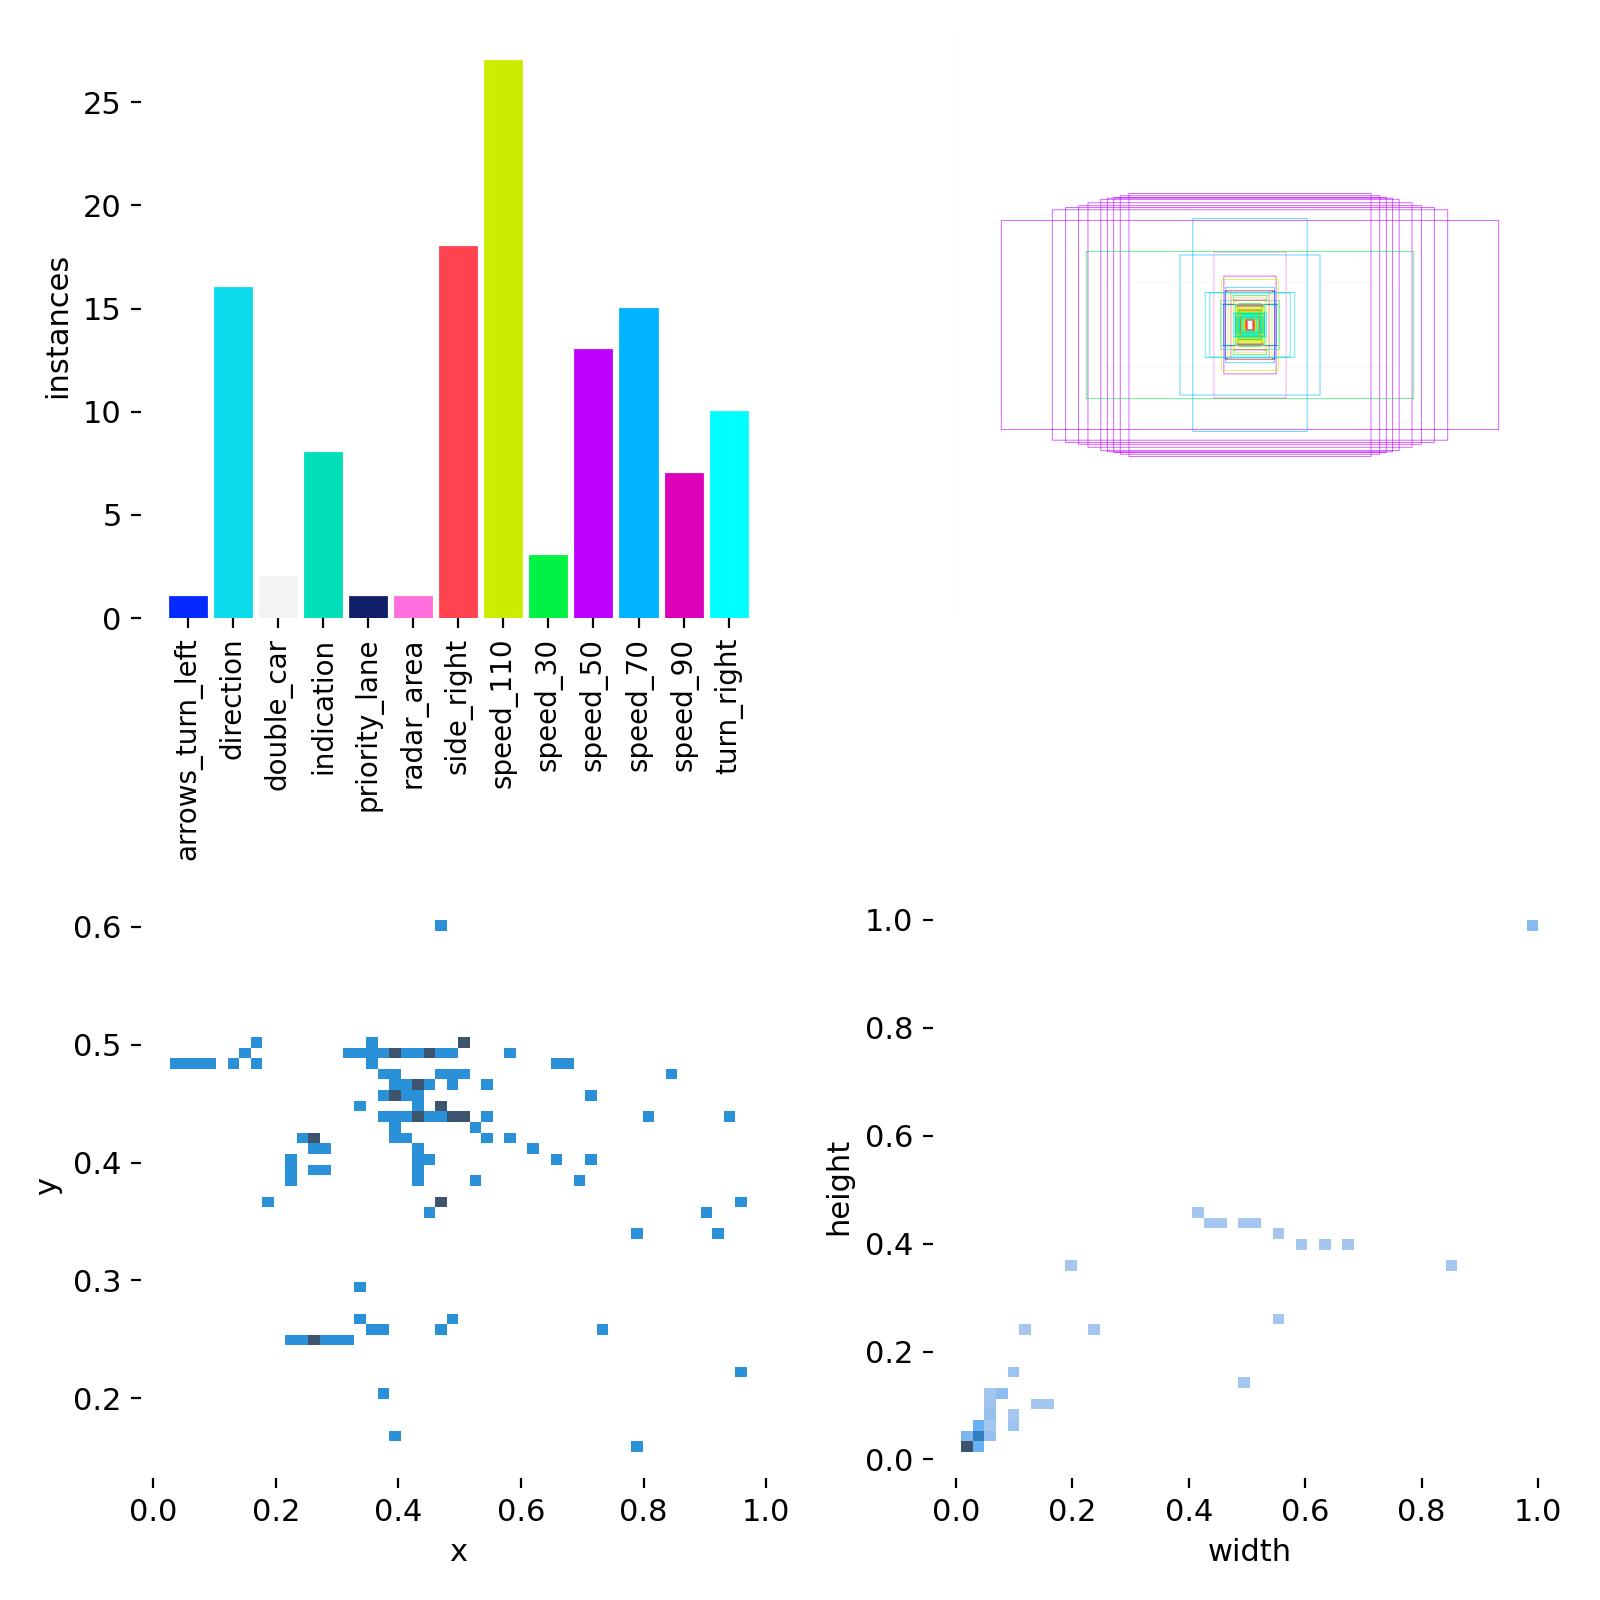 instances
25
20
15
10
5
0
arrows_turn_left
direction
double_car
indication
priority_lane
radar_area
side_right
speed_110
speed_30
speed_50
speed_70
speed_90
turn_right
y
0.6
0.5
0.4
0.3
0.2
0.0 0.2 0.4 0.6 0.8 1.0
x
height
1.0
0.8
0.6
0.4
0.2
0.0
0.0 0.2 0.4 0.6 0.8 1.0
width